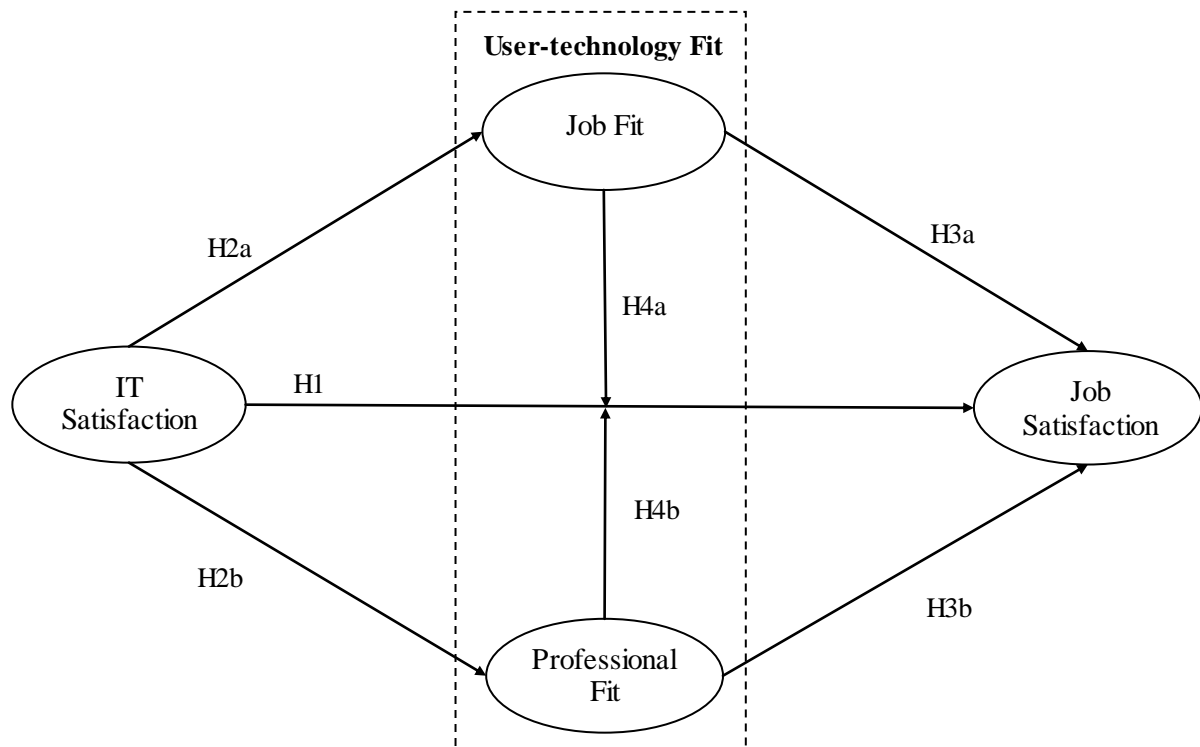 User-technology Fit
Job Fit
H2a
H3a
H4a
IT
Satisfaction
H1
Job
Satisfaction
H4b
H2b
H3b
Professional
Fit